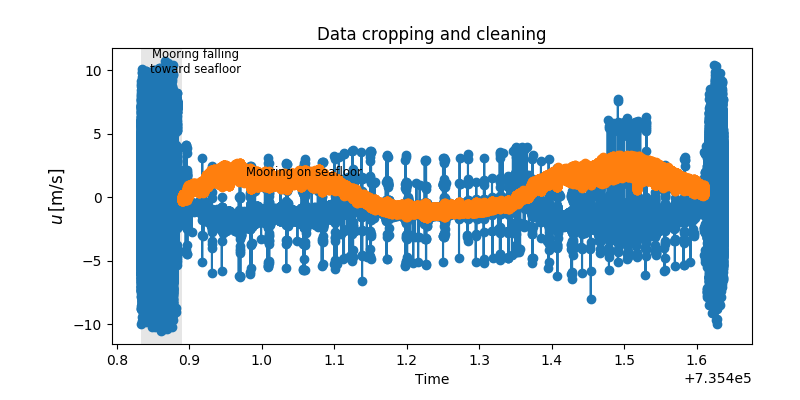 Data cropping and cleaning
Mooring falling
toward seafloor
Mooring on seafloor
u [m/s]
10
5
0
−5
−10
0.8 0.9 1.0 1.1 1.2 1.3 1.4 1.5 1.6
Time
+7.354e5